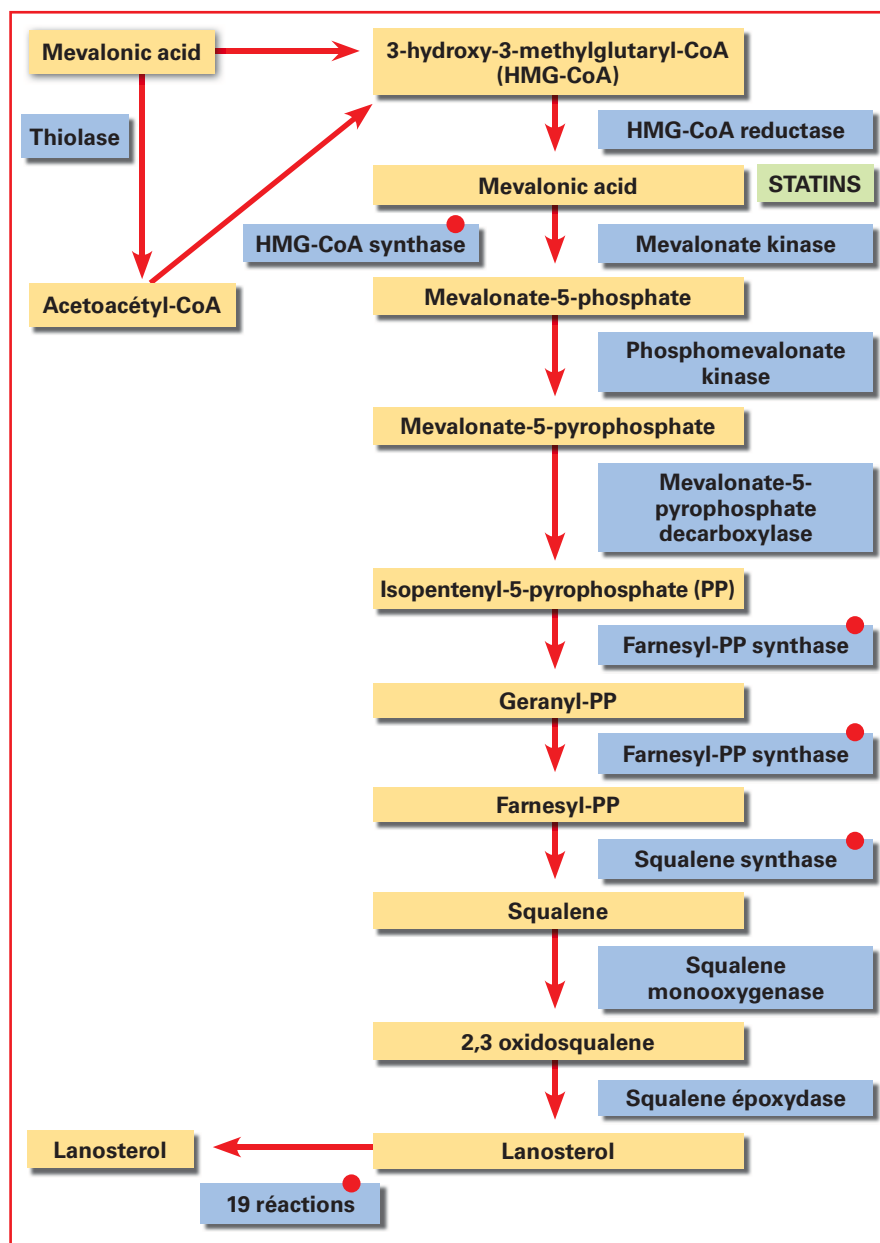 Mevalonic acid
3-hydroxy-3-methylglutaryl-CoA
(HMG-CoA)
Thiolase
HMG-CoA reductase
Mevalonic acid
STATINS
HMG-CoA synthase
Mevalonate kinase
Acetoacétyl-CoA
Mevalonate-5-phosphate
Phosphomevalonate
kinase
Mevalonate-5-pyrophosphate
Mevalonate-5-
pyrophosphate
decarboxylase
Isopentenyl-5-pyrophosphate (PP)
Farnesyl-PP synthase
Geranyl-PP
Farnesyl-PP synthase
Farnesyl-PP
Squalene synthase
Squalene
Squalene
monooxygenase
2,3 oxidosqualene
Squalene époxydase
Lanosterol
Lanosterol
19 réactions